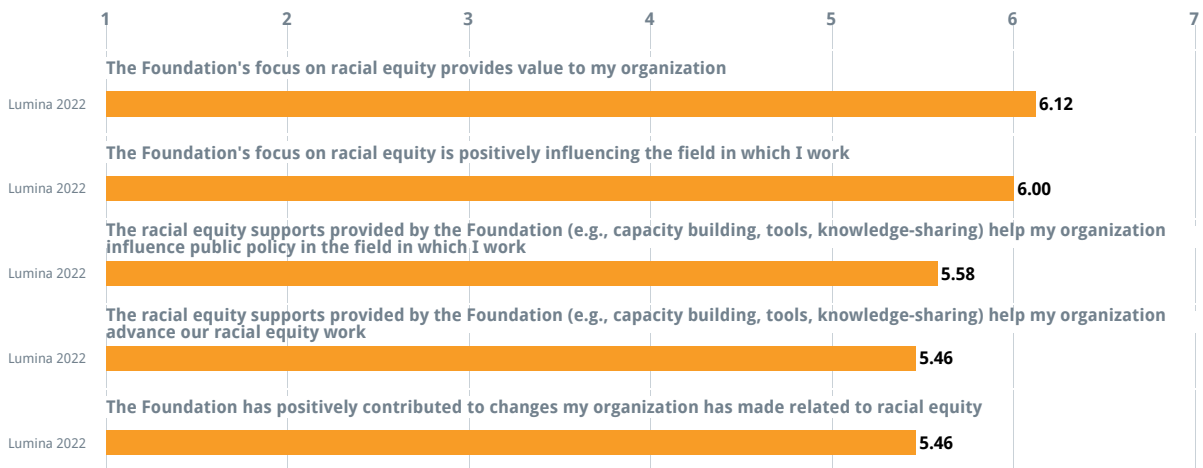 1 2 3 4 5 6 7
The Foundation's focus on racial equity provides value to my organization
Lumina 2022 6.12
The Foundation's focus on racial equity is positively influencing the field in which I work
Lumina 2022 6.00
The racial equity supports provided by the Foundation (e.g., capacity building, tools, knowledge-sharing) help my organization
influence public policy in the field in which I work
Lumina 2022 5.58
The racial equity supports provided by the Foundation (e.g., capacity building, tools, knowledge-sharing) help my organization
advance our racial equity work
Lumina 2022 5.46
The Foundation has positively contributed to changes my organization has made related to racial equity
Lumina 2022 5.46